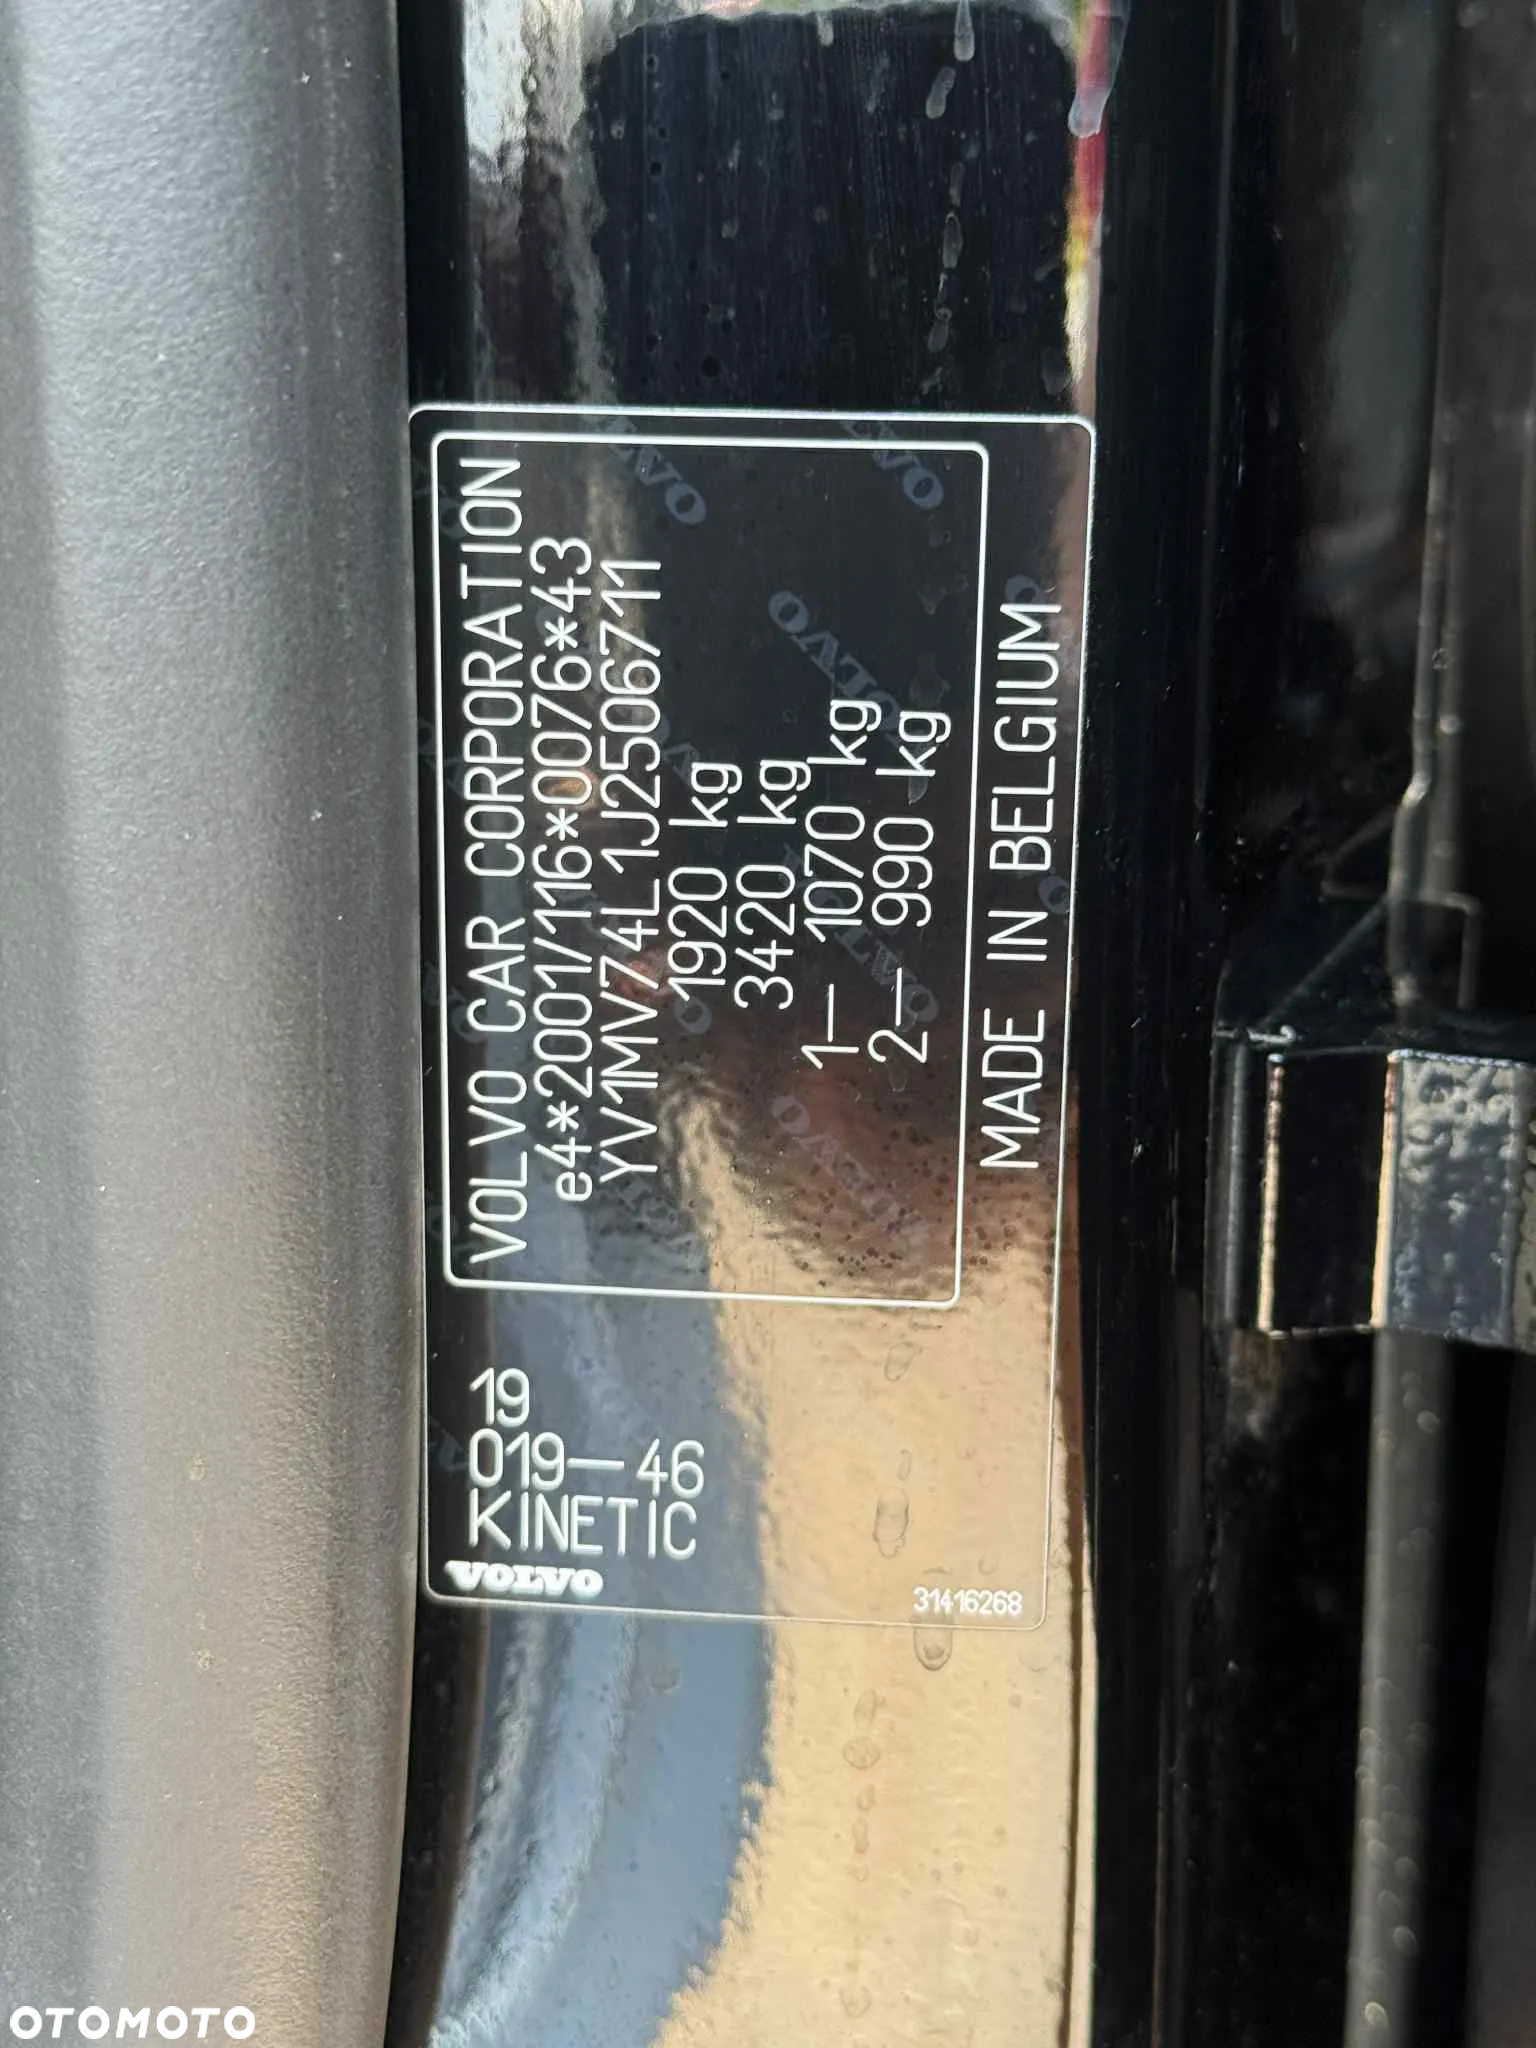 VOLVO CAR CORPORATION
e4*2001/116*0076*43
YV1MV74L1J2506711
1920 kg
3420 kg
1— 1070 kg
2— 990 kg
MADE IN BELGIUM
19
019—46
KINETIC
VOLVO
31416268
OTOMOTO